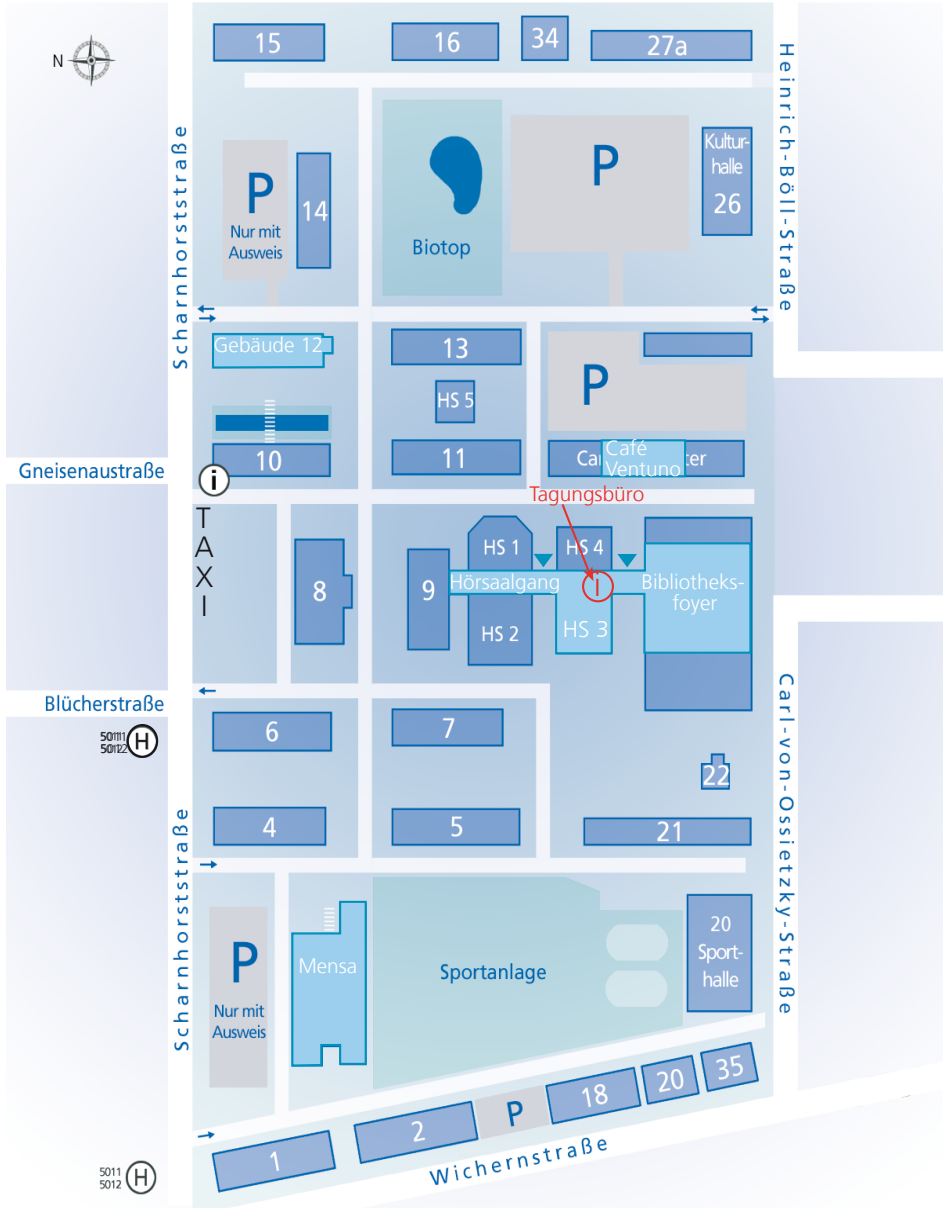 15
16
34
27a
N
Heinrich-Böll-Straße
Scharnhorststraße
P
Nur mit
Ausweis
14
Biotop
P
Kultur-
halle
26
Gebäude 12
13
HS 5
P
10
11
Café
Ventuno
Gneisenaustraße
i
Tagungsbüro
TAXI
8
9
HS 1
HS 4
Hörsaalgang
I
Bibliotheks-
foyer
HS 2
HS 3
Blücherstraße
H
6
7
22
4
5
21
Carl-von-Ossietzky-Straße
Scharnhorststraße
P
Nur mit
Ausweis
Mensa
Sportanlage
20
Sport-
halle
1
2
P
18
20
35
Wichernstraße
5011
5012
H